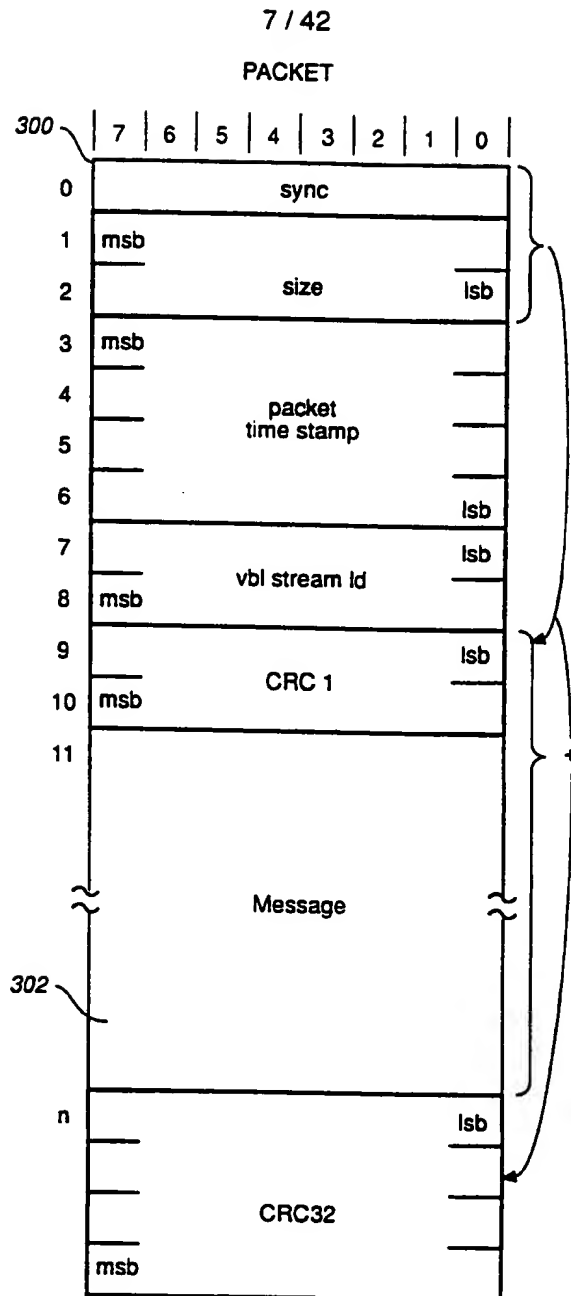 7 / 42
PACKET
300
7 6 5 4 3 2 1 0
0 sync
1 msb
2 size lsb
3 msb
4 packet
time stamp
5
6 lsb
7 lsb
vbl stream Id
8 msb
9 lsb
CRC 1
10 msb
11
Message
302
n lsb
CRC32
msb